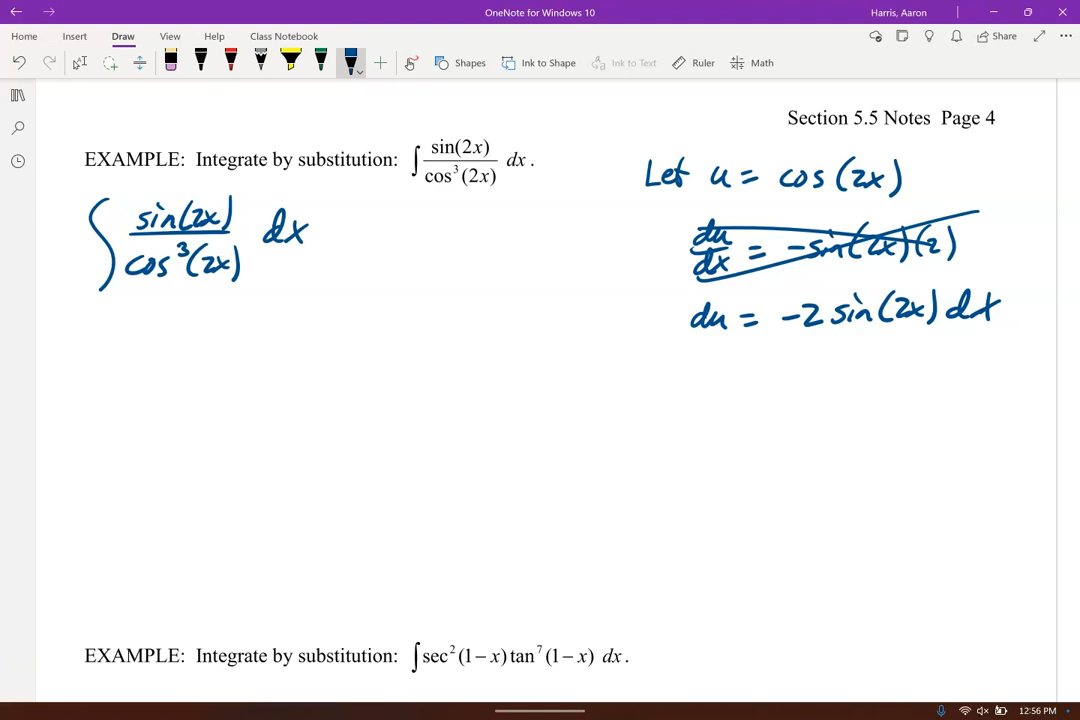 OneNote for Windows 10
Harris, Aaron
Home Insert Draw View Help Class Notebook
Share
Shapes Ink to Shape Ink to Text Ruler Math
Section 5.5 Notes Page 4
EXAMPLE: Integrate by substitution: ∫ sin(2x)/cos³(2x) dx.
Let u = cos(2x)
∫ sin(2x)/cos³(2x) dx
du/dx = -sin(2x)(2)
du = -2 sin(2x) dx
EXAMPLE: Integrate by substitution: ∫ sec²(1−x) tan⁷(1−x) dx.
12:56 PM